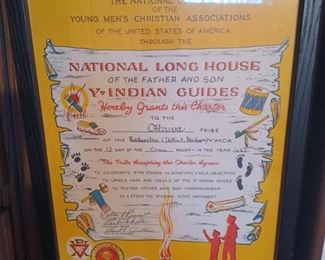 THE NATIONAL
OF THE
YOUNG MEN'S CHRISTIAN ASSOCIATIONS
OF THE UNITED STATES OF AMERICA
THROUGH THE
NATIONAL LONG HOUSE
OF THE FATHER AND SON
Y-INDIAN GUIDES
Hereby Grants this Charter
TO THE
Ottawa TRIBE
OF THE YMCA
ON THE DAY OF THE MOON IN THE YEAR
The Tribe Accepting this Charter Agrees
TO CO-OPERATE WITH OTHERS IN ACHIEVING YMCA OBJECTIVES
TO UPHOLD AIMS AND IDEALS OF THE Y-INDIAN GUIDES
TO FOSTER FATHER AND SON COMPANIONSHIP
TO EXTEND THE Y-INDIAN GUIDE MOVEMENT